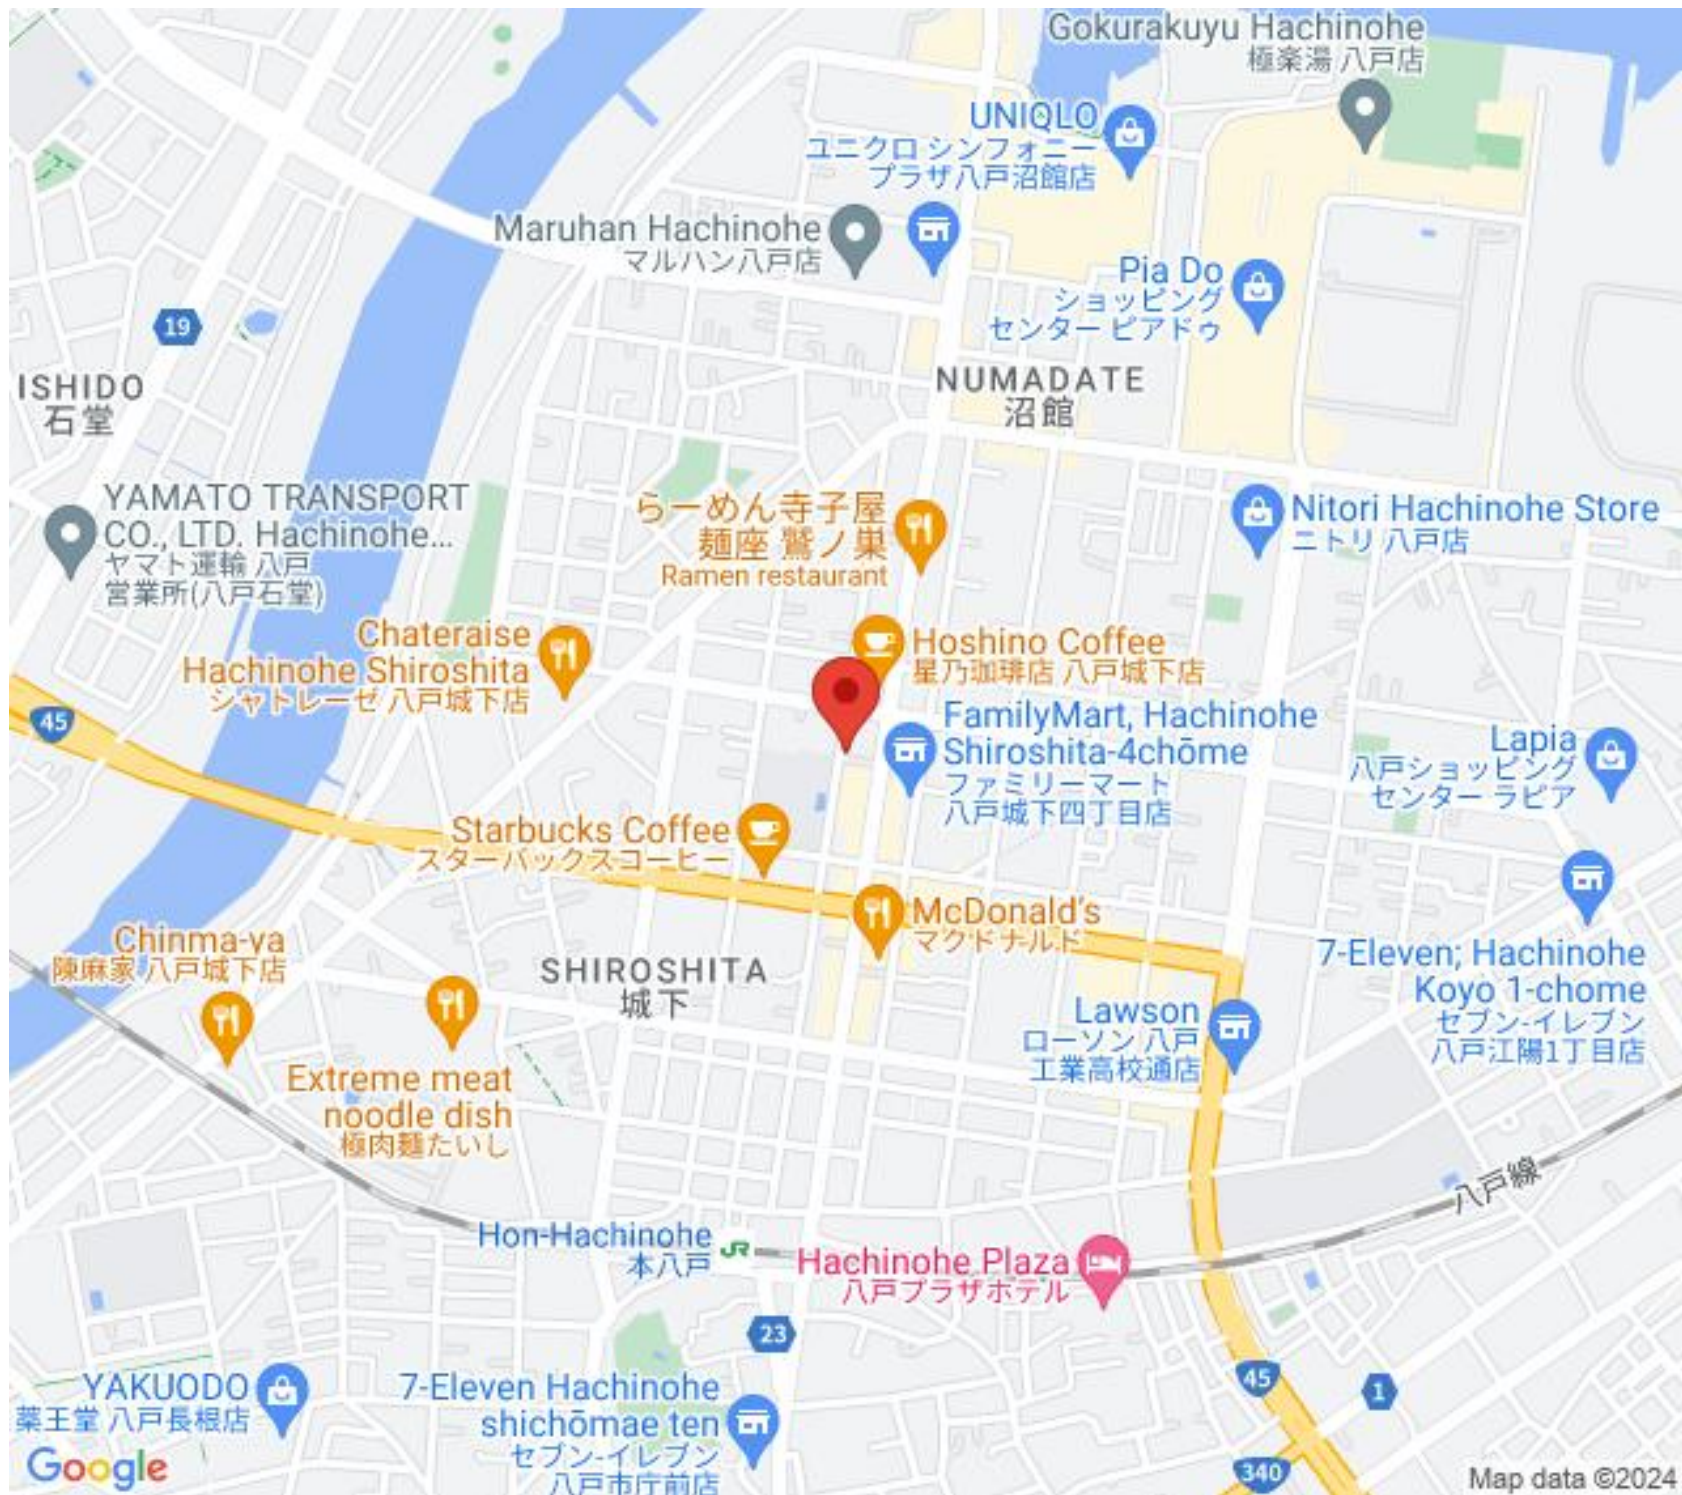 Gokurakuyu Hachinohe
極楽湯 八戸店
UNIQLO
ユニクロ シンフォニー
プラザ八戸沼館店
Maruhan Hachinohe
マルハン八戸店
Pia Do
ショッピング
センター ピアドゥ
19
ISHIDO
石堂
NUMADATE
沼館
YAMATO TRANSPORT
CO., LTD. Hachinohe...
ヤマト運輸 八戸
営業所(八戸石堂)
らーめん寺子屋
麺座 鷲ノ巣
Ramen restaurant
Nitori Hachinohe Store
ニトリ 八戸店
Chateraise
Hachinohe Shiroshita
シャトレーゼ 八戸城下店
Hoshino Coffee
星乃珈琲店 八戸城下店
45
FamilyMart, Hachinohe
Shiroshita-4chōme
ファミリーマート
八戸城下四丁目店
Lapia
八戸ショッピング
センター ラピア
Starbucks Coffee
スターバックスコーヒー
McDonald's
マクドナルド
Chinma-ya
陳麻家 八戸城下店
SHIROSHITA
城下
7-Eleven; Hachinohe
Koyo 1-chome
セブン-イレブン
八戸江陽1丁目店
Lawson
ローソン 八戸
工業高校通店
Extreme meat
noodle dish
極肉麺たいし
八戸線
Hon-Hachinohe
本八戸
JR
Hachinohe Plaza
八戸プラザホテル
23
45
1
YAKUODO
薬王堂 八戸長根店
7-Eleven Hachinohe
shichōmae ten
セブン-イレブン
八戸市庁前店
340
Google
Map data ©2024